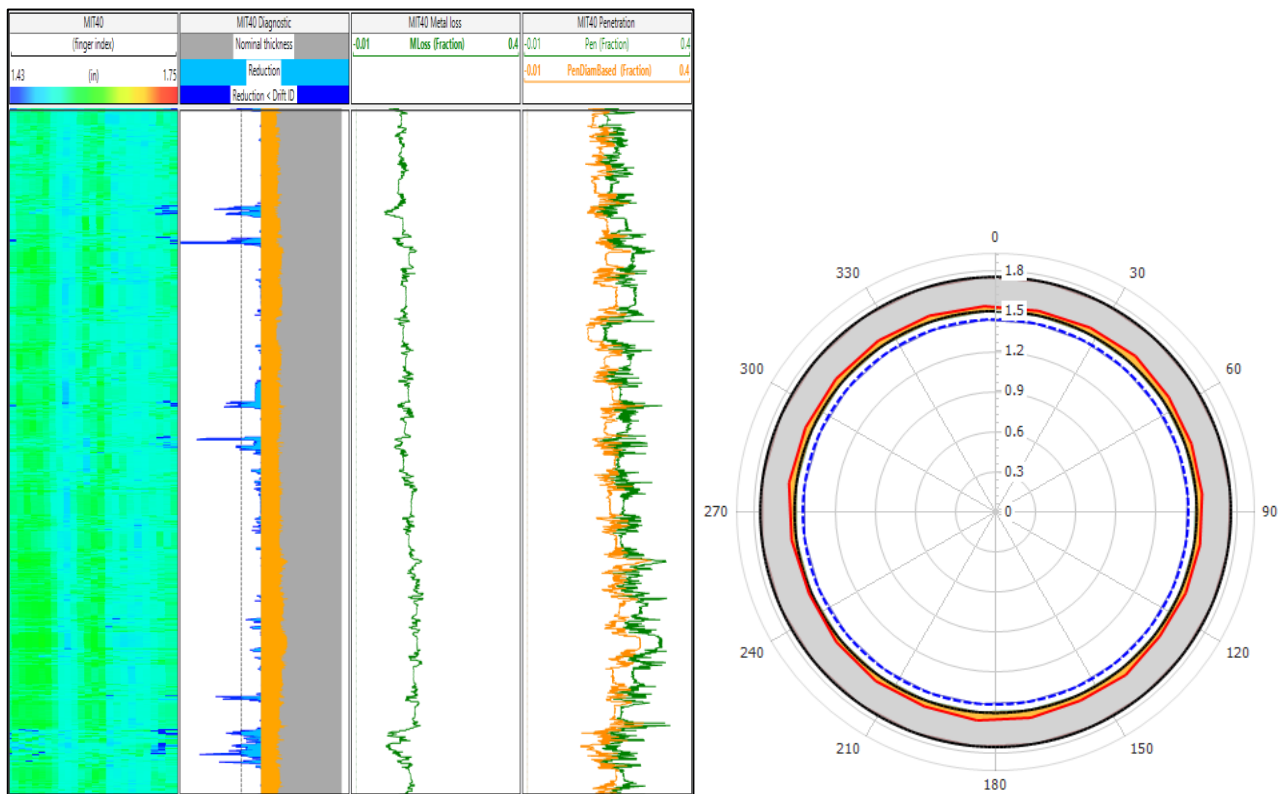 MIT40
MIT40 Diagnostic
MIT40 Metal loss
MIT40 Penetration
(finger index)
1.43
(in)
1.75
Nominal thickness
Reduction
Reduction < Drift ID
-0.01
MLoss (Fraction)
0.4
-0.01
Pen (Fraction)
0.4
-0.01
PenDiamBased (Fraction)
0.4
0
330
30
300
60
270
90
240
120
210
150
180
1.8
1.5
1.2
0.9
0.6
0.3
0